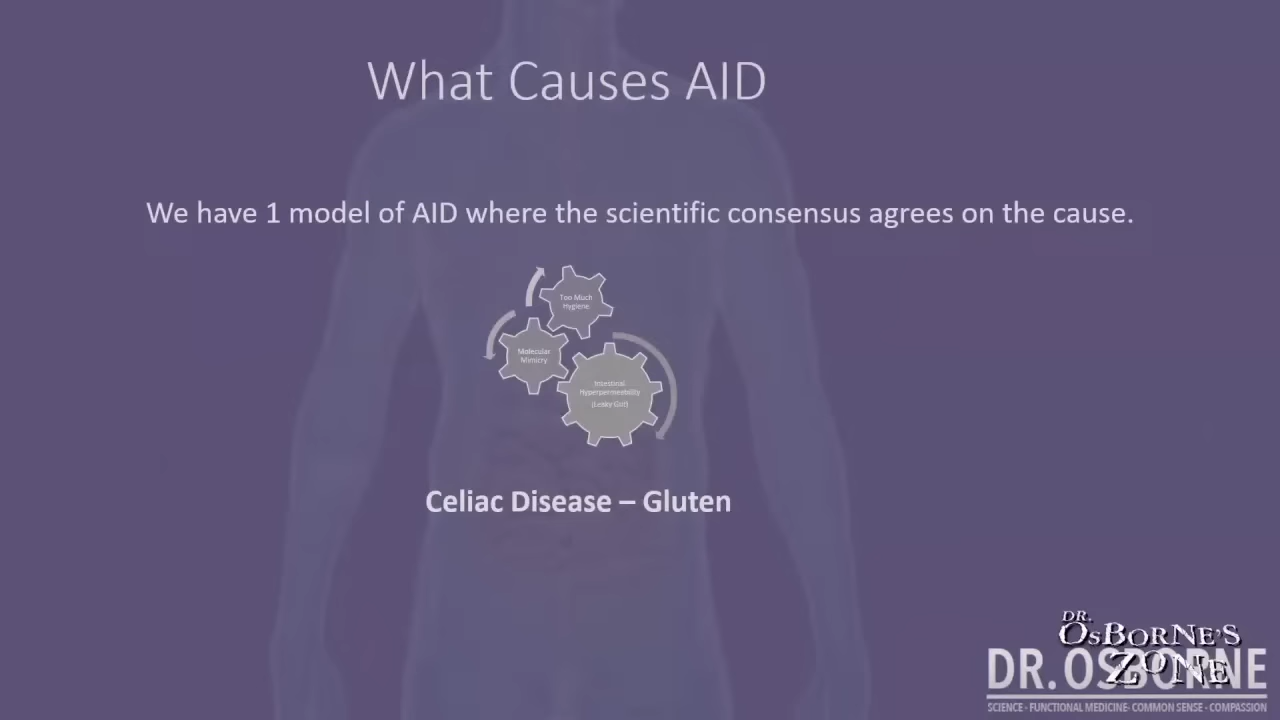 What Causes AID
We have 1 model of AID where the scientific consensus agrees on the cause.
Too Much
Hygiene
Molecular
Mimicry
Intestinal
Hyperpermeability
(Leaky Gut)
Celiac Disease – Gluten
DR.
OSBORNE'S
ZONE
DR. OSBORNE
SCIENCE - FUNCTIONAL MEDICINE- COMMON SENSE - COMPASSION